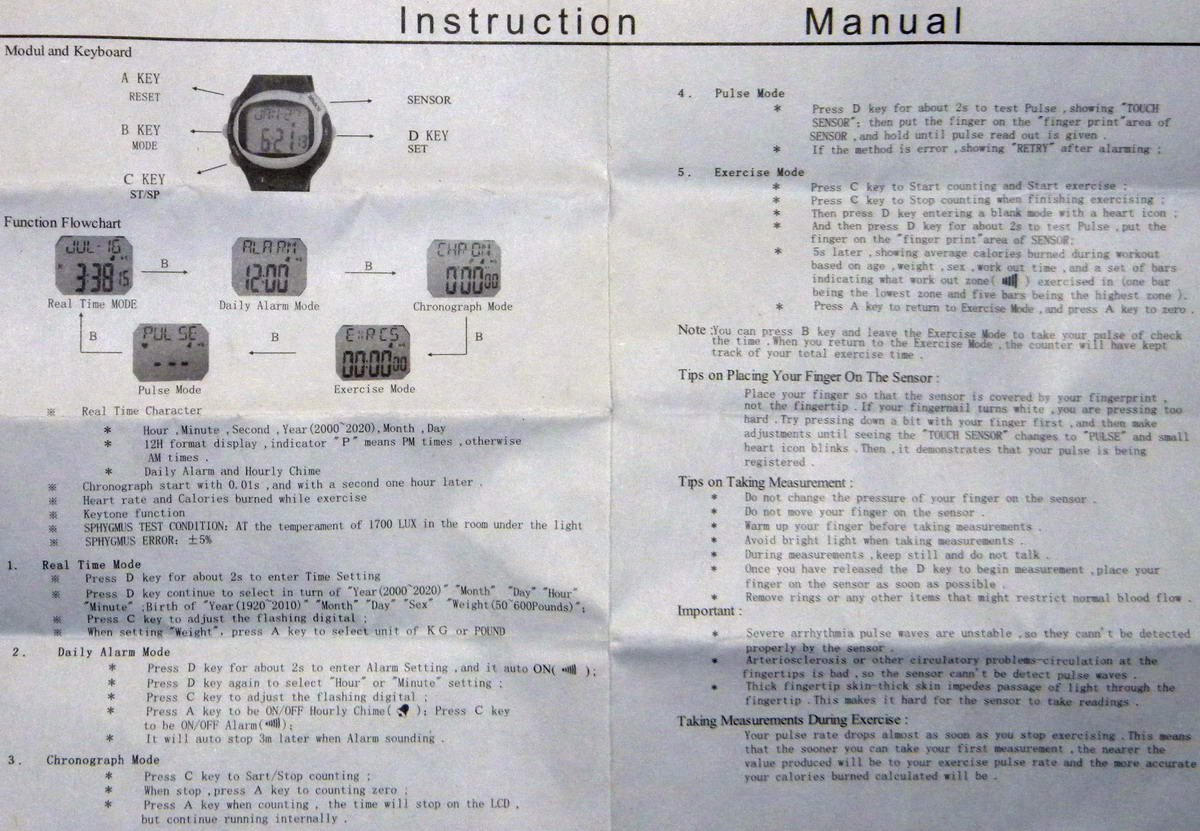 Instruction Manual
Modul and Keyboard
A KEY
RESET
SENSOR
B KEY
MODE
D KEY
SET
C KEY
ST/SP
Function Flowchart
JUL-16
3:38 15
B
ALARM
12:00
B
CHRON
0:0000
Real Time MODE
Daily Alarm Mode
Chronograph Mode
B
PULSE
---
B
EXRCS
00:0000
B
Pulse Mode
Exercise Mode
※ Real Time Character
* Hour ,Minute ,Second ,Year(2000~2020),Month ,Day
* 12H format display ,indicator "P" means PM times ,otherwise
AM times .
* Daily Alarm and Hourly Chime
※ Chronograph start with 0.01s ,and with a second one hour later .
※ Heart rate and Calories burned while exercise
※ Keytone function
※ SPHYGMUS TEST CONDITION: AT the temperament of 1700 LUX in the room under the light
※ SPHYGMUS ERROR: ±5%
1. Real Time Mode
※ Press D key for about 2s to enter Time Setting
※ Press D key continue to select in turn of "Year(2000~2020)" "Month" "Day" "Hour"
"Minute" ;Birth of "Year(1920~2010)" "Month" "Day" "Sex" "Weight(50~600Pounds)";
※ Press C key to adjust the flashing digital ;
※ When setting "Weight", press A key to select unit of KG or POUND
2. Daily Alarm Mode
* Press D key for about 2s to enter Alarm Setting ,and it auto ON( );
* Press D key again to select "Hour" or "Minute" setting ;
* Press C key to adjust the flashing digital ;
* Press A key to be ON/OFF Hourly Chime( ); Press C key
to be ON/OFF Alarm( );
* It will auto stop 3m later when Alarm sounding .
3. Chronograph Mode
* Press C key to Sart/Stop counting ;
* When stop ,press A key to counting zero ;
* Press A key when counting , the time will stop on the LCD ,
but continue running internally .
4. Pulse Mode
* Press D key for about 2s to test Pulse ,showing "TOUCH
SENSOR"; then put the finger on the "finger print"area of
SENSOR ,and hold until pulse read out is given .
* If the method is error ,showing "RETRY" after alarming ;
5. Exercise Mode
* Press C key to Start counting and Start exercise ;
* Press C key to Stop counting when finishing exercising ;
* Then press D key entering a blank mode with a heart icon ;
* And then press D key for about 2s to test Pulse ,put the
finger on the "finger print"area of SENSOR;
* 5s later ,showing average calories burned during workout
based on age ,weight ,sex ,work out time ,and a set of bars
indicating what work out zone( ) exercised in (one bar
being the lowest zone and five bars being the highest zone ).
* Press A key to return to Exercise Mode ,and press A key to zero .
Note :You can press B key and leave the Exercise Mode to take your pulse of check
the time .When you return to the Exercise Mode ,the counter will have kept
track of your total exercise time .
Tips on Placing Your Finger On The Sensor :
Place your finger so that the sensor is covered by your fingerprint ,
not the fingertip .If your fingernail turns white ,you are pressing too
hard .Try pressing down a bit with your finger first ,and then make
adjustments until seeing the "TOUCH SENSOR" changes to "PULSE" and small
heart icon blinks .Then ,it demonstrates that your pulse is being
registered .
Tips on Taking Measurement :
* Do not change the pressure of your finger on the sensor .
* Do not move your finger on the sensor .
* Warm up your finger before taking measurements .
* Avoid bright light when taking measurements .
* During measurements ,keep still and do not talk .
* Once you have released the D key to begin measurement ,place your
finger on the sensor as soon as possible .
* Remove rings or any other items that might restrict normal blood flow .
Important :
* Severe arrhythmia pulse waves are unstable ,so they cann't be detected
properly by the sensor .
* Arteriosclerosis or other circulatory problems-circulation at the
fingertips is bad ,so the sensor cann't be detect pulse waves .
* Thick fingertip skin-thick skin impedes passage of light through the
fingertip .This makes it hard for the sensor to take readings .
Taking Measurements During Exercise :
Your pulse rate drops almost as soon as you stop exercising .This means
that the sooner you can take your first measurement ,the nearer the
value produced will be to your exercise pulse rate and the more accurate
your calories burned calculated will be .